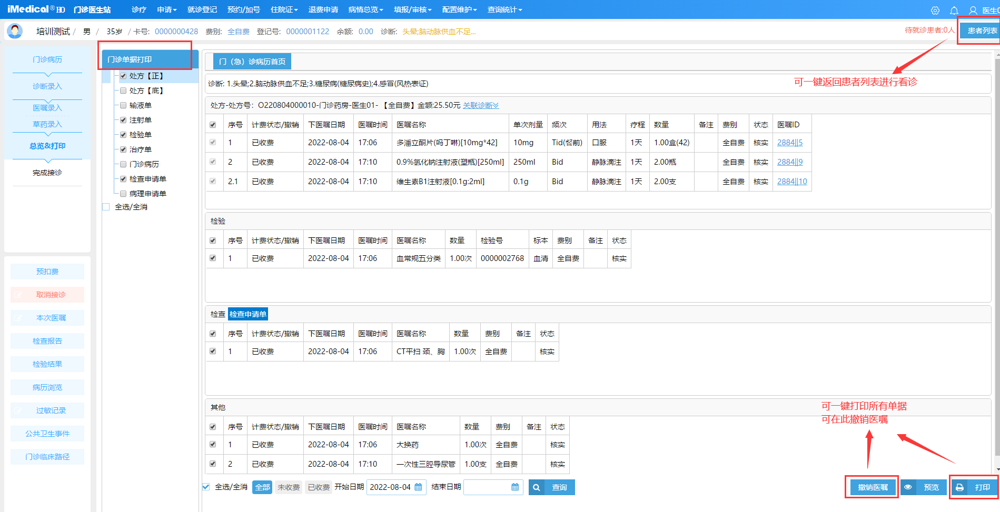 iMedical® HO 门诊医生站 诊疗 申请 就诊登记 预约/加号 住院证 退费申请 病情总览 填报/审核 配置维护 查询统计 医生0
培训测试 / 男 / 35岁 / 卡号: 0000000428 费别: 全自费 登记号: 0000001122 余额: 0.00 诊断: 头晕;脑动脉供血不足... 待就诊患者:0人 患者列表
可一键返回患者列表进行看诊
门诊病历
诊断录入
医嘱录入
草药录入
总览&打印
完成接诊
预扣费
取消接诊
本次医嘱
检查报告
检验结果
病历浏览
过敏记录
公共卫生事件
门诊临床路径
门诊单据打印
处方【正】
处方【底】
输液单
注射单
检验单
治疗单
门诊病历
检查申请单
病理申请单
全选/全消
门（急）诊病历首页
诊断: 1.头晕;2.脑动脉供血不足;3.糖尿病(糖尿病史);4.感冒(风热表证)
处方-处方号：O220804000010-门诊药房-医生01- 【全自费】金额:25.50元 关联诊断
序号 计费状态/撤销 下医嘱日期 医嘱时间 医嘱名称 单次剂量 频次 用法 疗程 数量 备注 费别 状态 医嘱ID
1 已收费 2022-08-04 17:06 多潘立酮片(吗丁啉)[10mg*42] 10mg Tid(餐前) 口服 1天 1.00盒(42) 全自费 核实 2884||5
2 已收费 2022-08-04 17:10 0.9%氯化钠注射液(塑瓶)[250ml] 250ml Bid 静脉滴注 1天 2.00瓶 全自费 核实 2884||9
2.1 已收费 2022-08-04 17:10 维生素B1注射液[0.1g:2ml] 0.1g Bid 静脉滴注 1天 2.00支 全自费 核实 2884||10
检验
序号 计费状态/撤销 下医嘱日期 医嘱时间 医嘱名称 数量 检验号 标本 费别 备注 状态
1 已收费 2022-08-04 17:06 血常规五分类 1.00次 0000002768 血清 全自费 核实
检查 检查申请单
序号 计费状态/撤销 下医嘱日期 医嘱时间 医嘱名称 数量 费别 备注 状态
1 已收费 2022-08-04 17:06 CT平扫 颈、胸 1.00次 全自费 核实
其他
可一键打印所有单据
可在此撤销医嘱
序号 计费状态/撤销 下医嘱日期 医嘱时间 医嘱名称 数量 费别 备注 状态
1 已收费 2022-08-04 17:06 大换药 1.00次 全自费 核实
2 已收费 2022-08-04 17:10 一次性三腔导尿管 1.00支 全自费 核实
全选/全消 全部 未收费 已收费 开始日期 2022-08-04 结束日期 查询 撤销医嘱 预览 打印